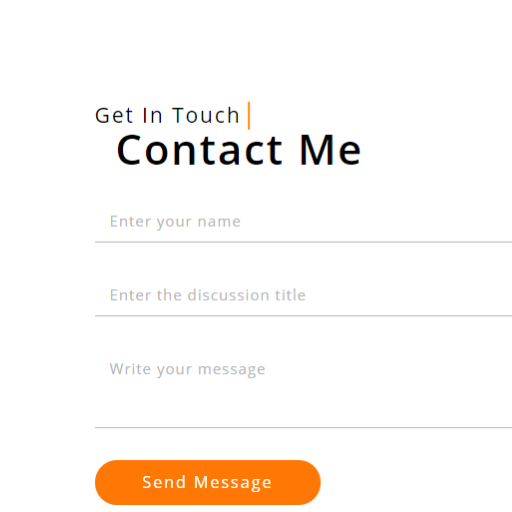 Get In Touch
Contact Me
Enter your name
Enter the discussion title
Write your message
Send Message